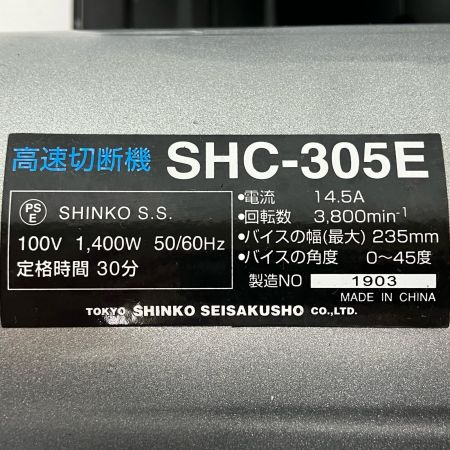 高速切断機 SHC-305E
PS
E
SHINKO S.S.
100V 1,400W 50/60Hz
定格時間 30分
•電流 14.5A
•回転数 3,800min-1
•バイスの幅(最大) 235mm
•バイスの角度 0〜45度
製造NO 1903
MADE IN CHINA
TOKYO SHINKO SEISAKUSHO CO.,LTD.